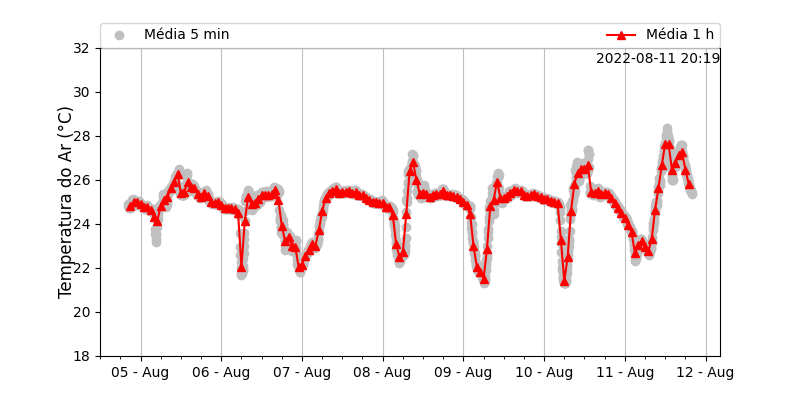 Média 5 min
Média 1 h
2022-08-11 20:19
Temperatura do Ar (°C)
32
30
28
26
24
22
20
18
05 - Aug
06 - Aug
07 - Aug
08 - Aug
09 - Aug
10 - Aug
11 - Aug
12 - Aug